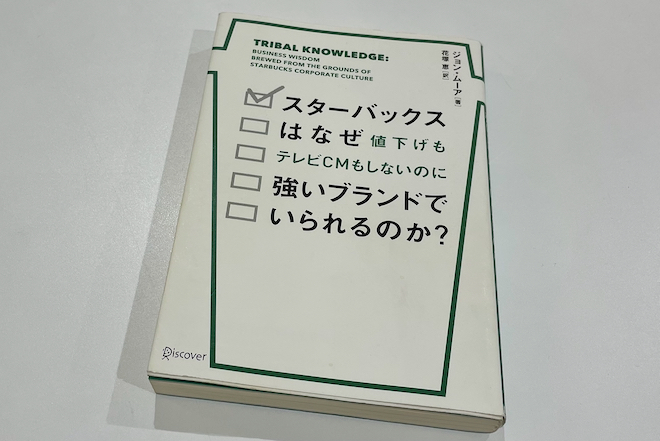 TRIBAL KNOWLEDGE:
BUSINESS WISDOM
BREWED FROM THE GROUNDS OF
STARBUCKS CORPORATE CULTURE
ジョン・ムーア[著]
花塚 恵[訳]
スターバックス
はなぜ 値下げも
テレビCMもしないのに
強いブランドで
いられるのか?
Discover